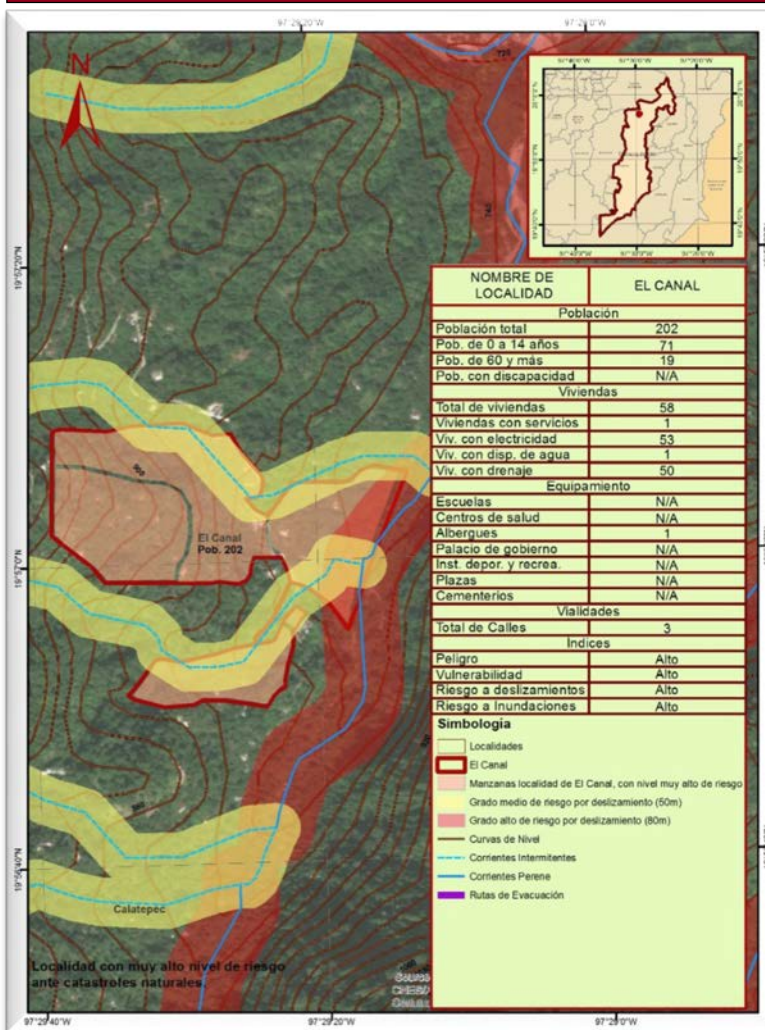 97°29'20"W
97°29'0"W
N
720
740
19°57'20"N
900
El Canal
Pob. 202
19°57'0"N
Calatepec
19°56'40"N
Localidad con muy alto nivel de riesgo
ante catastrofes naturales
97°29'40"W
97°29'20"W
97°29'0"W
NOMBRE DE LOCALIDAD EL CANAL
Población
Población total 202
Pob. de 0 a 14 años 71
Pob. de 60 y más 19
Pob. con discapacidad N/A
Viviendas
Total de viviendas 58
Viviendas con servicios 1
Viv. con electricidad 53
Viv. con disp. de agua 1
Viv. con drenaje 50
Equipamiento
Escuelas N/A
Centros de salud N/A
Albergues 1
Palacio de gobierno N/A
Inst. depor. y recrea. N/A
Plazas N/A
Cementerios N/A
Vialidades
Total de Calles 3
Indices
Peligro Alto
Vulnerabilidad Alto
Riesgo a deslizamientos Alto
Riesgo a Inundaciones Alto
Simbología
Localidades
El Canal
Manzanas localidad de El Canal, con nivel muy alto de riesgo
Grado medio de riesgo por deslizamiento (50m)
Grado alto de riesgo por deslizamiento (80m)
Curvas de Nivel
Corrientes Intermitentes
Corrientes Perene
Rutas de Evacuación